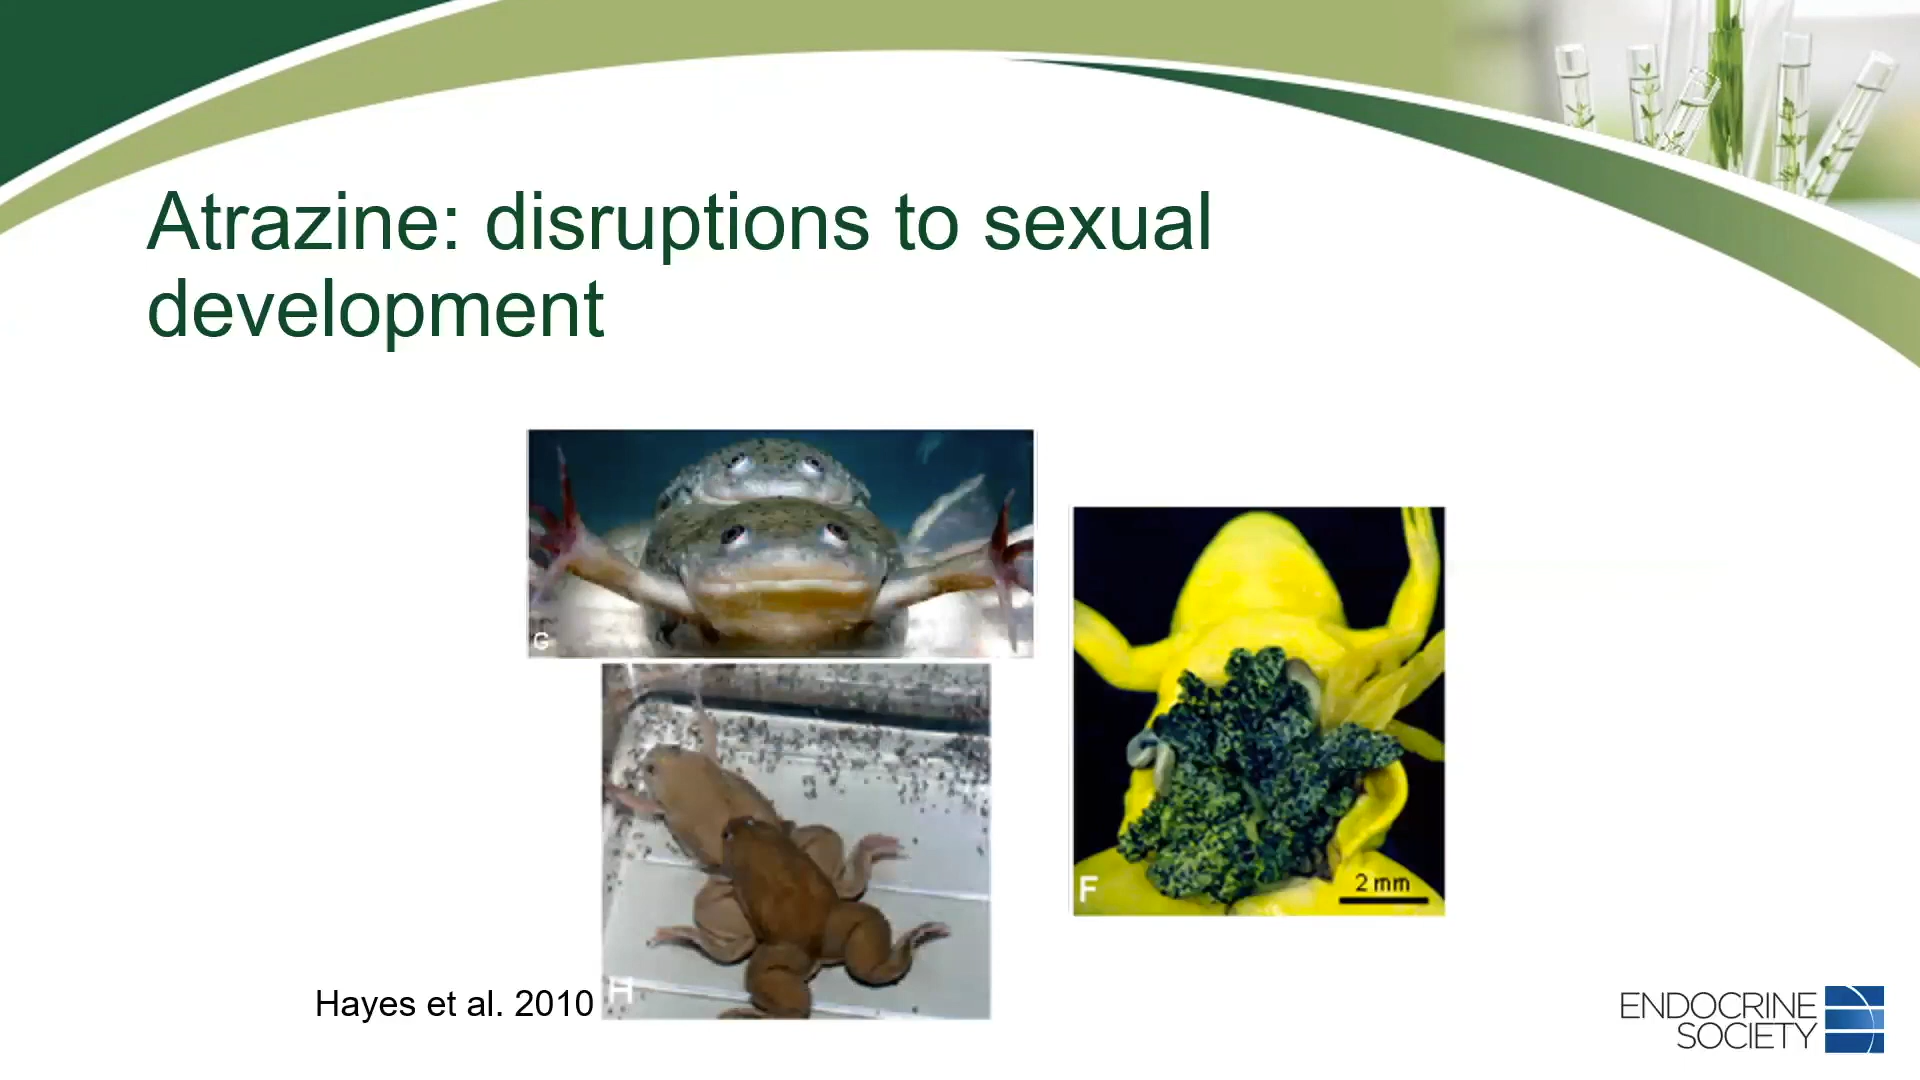 Atrazine: disruptions to sexual
development
G
F
2 mm
H
Hayes et al. 2010
ENDOCRINE
SOCIETY